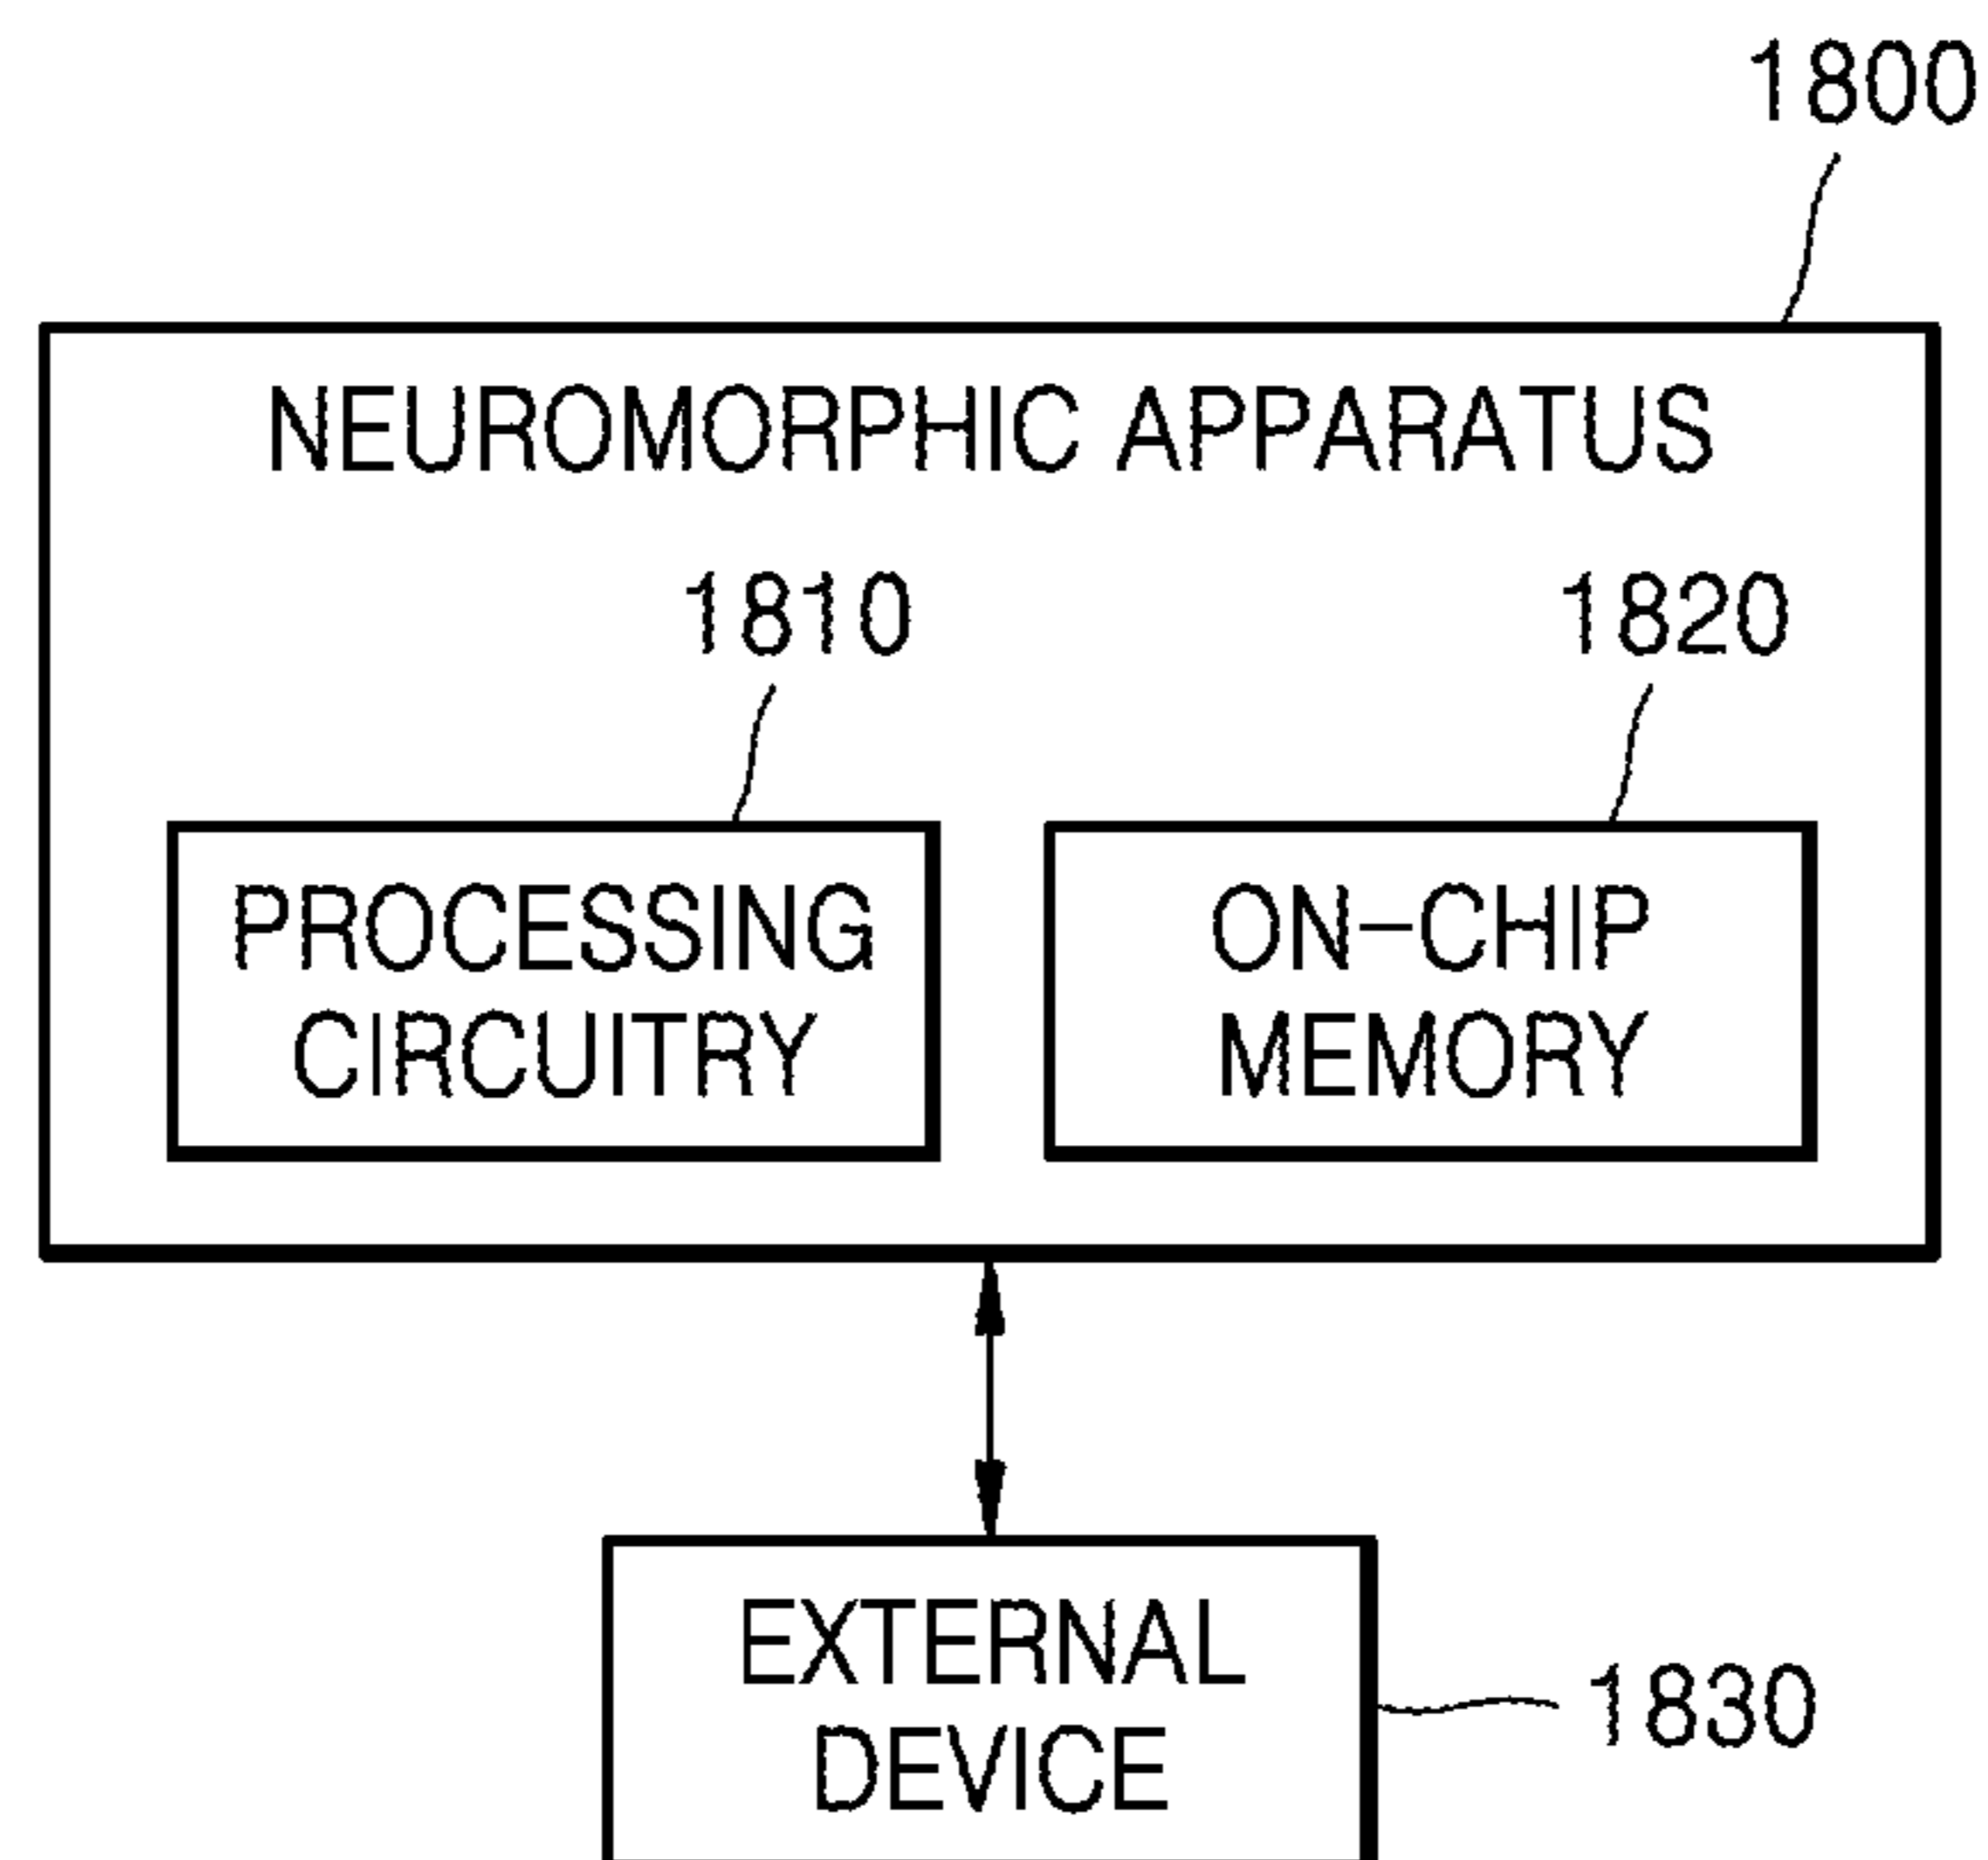 1800
NEUROMORPHIC APPARATUS
1810
1820
PROCESSING
CIRCUITRY
ON-CHIP
MEMORY
EXTERNAL
DEVICE
1830